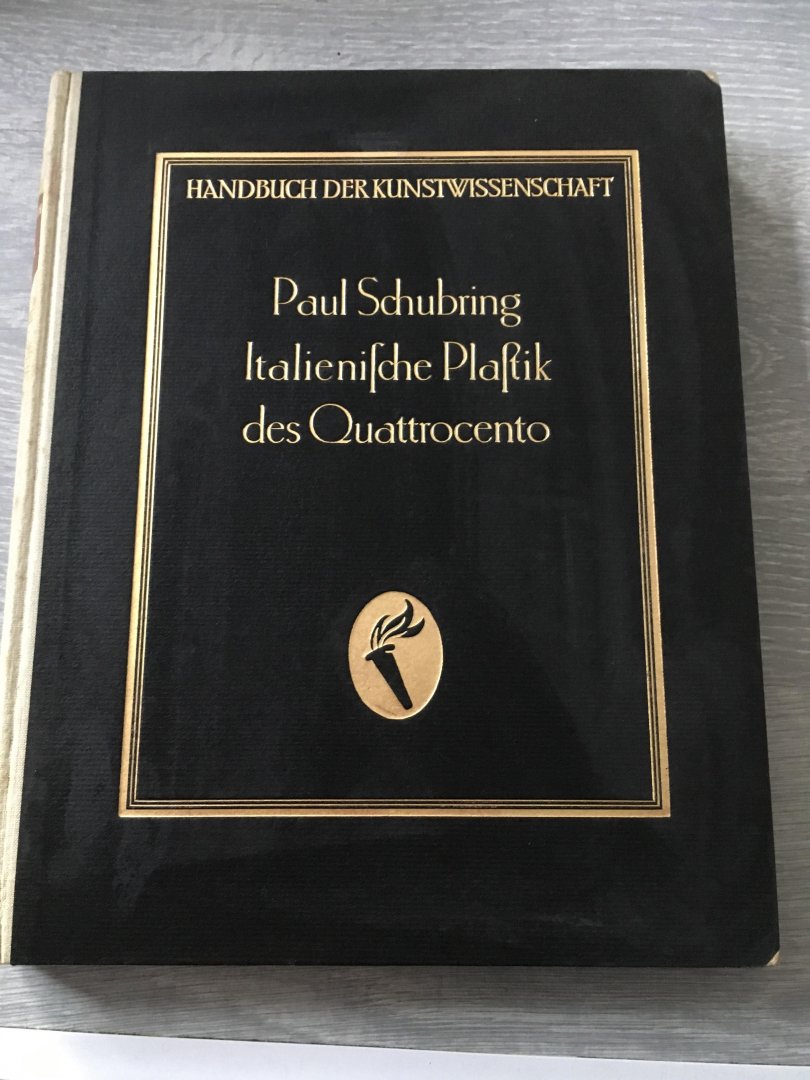 HANDBUCH DER KUNSTWISSENSCHAFT
Paul Schubring
Italieniſche Plaſtik
des Quattrocento